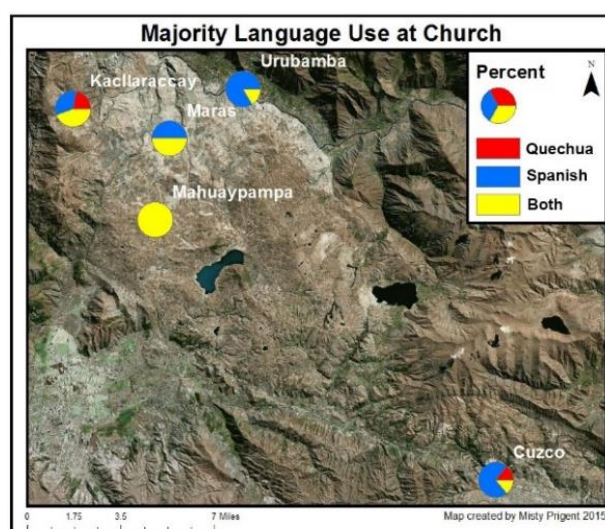 Majority Language Use at Church
Urubamba
Kacllaraccay
Maras
Mahuaypampa
Cuzco
Percent
N
Quechua
Spanish
Both
0 1.75 3.5 7 Miles
Map created by Misty Prigent 2015